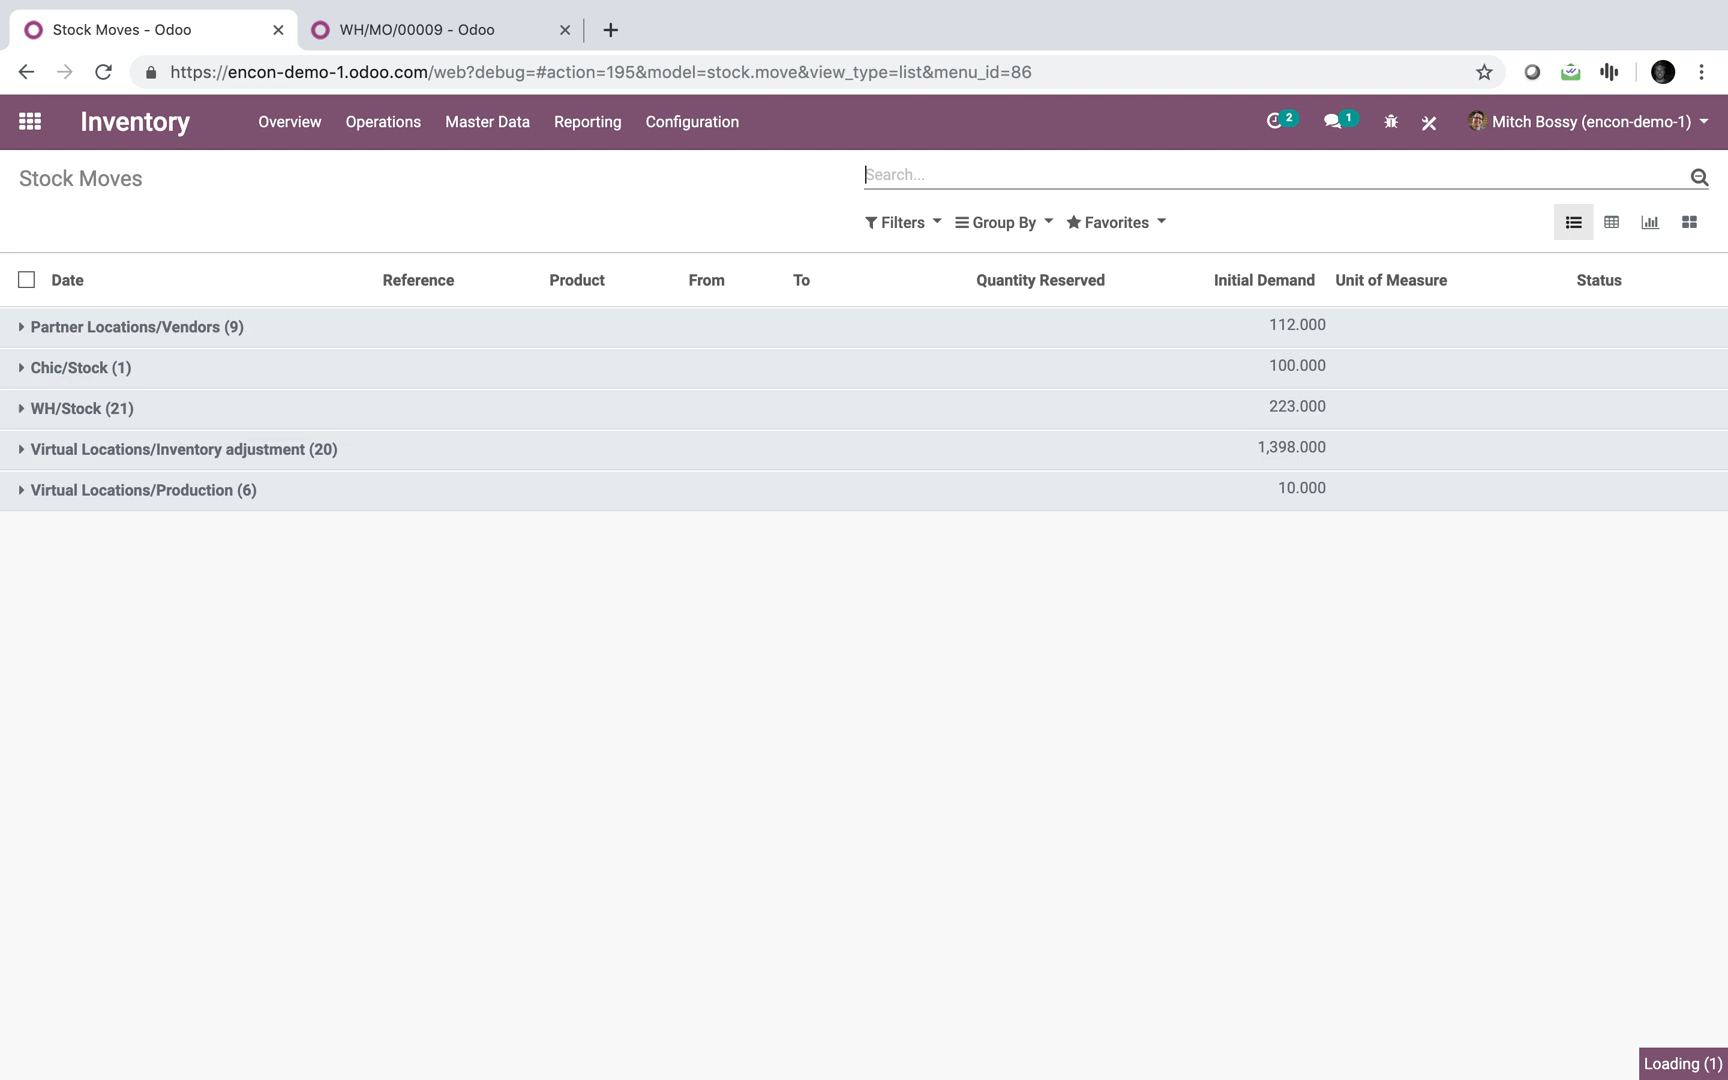 Stock Moves - Odoo
WH/MO/00009 - Odoo
https://encon-demo-1.odoo.com/web?debug=#action=195&model=stock.move&view_type=list&menu_id=86
Inventory Overview Operations Master Data Reporting Configuration 2 1 Mitch Bossy (encon-demo-1)
Stock Moves
Search...
Filters Group By Favorites
Date Reference Product From To Quantity Reserved Initial Demand Unit of Measure Status
Partner Locations/Vendors (9) 112.000
Chic/Stock (1) 100.000
WH/Stock (21) 223.000
Virtual Locations/Inventory adjustment (20) 1,398.000
Virtual Locations/Production (6) 10.000
Loading (1)